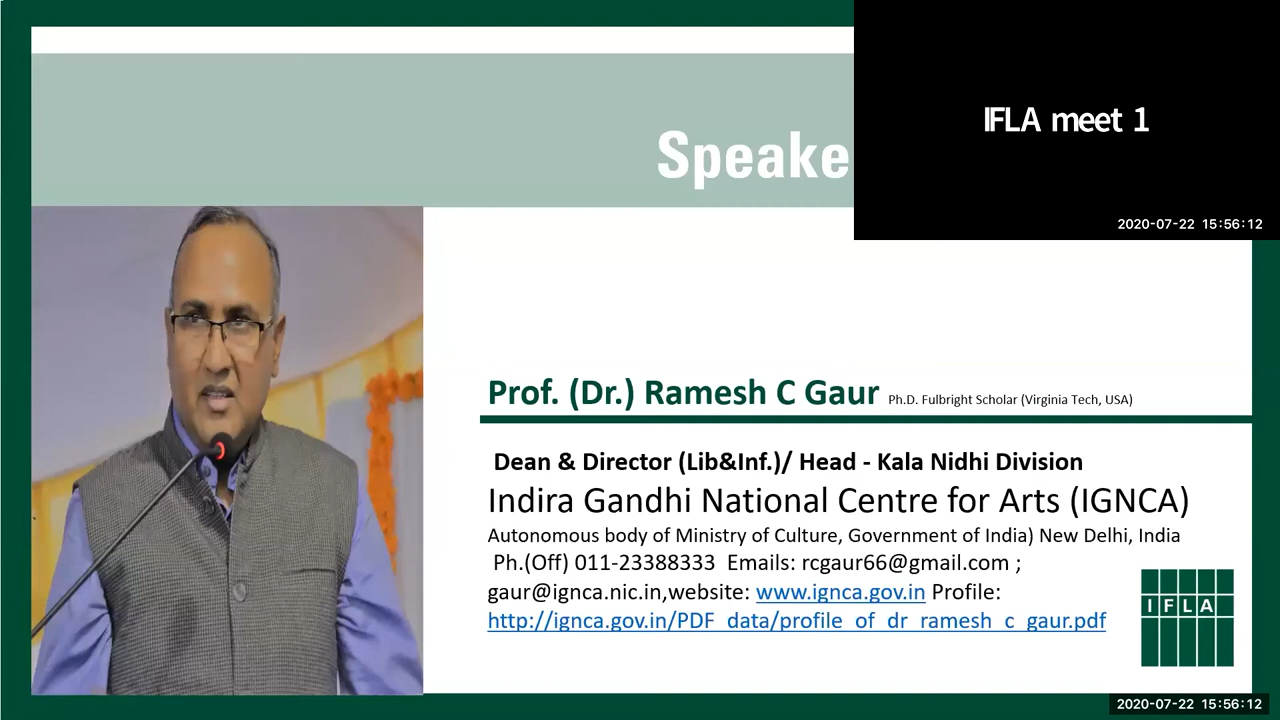 IFLA meet 1
Speake
2020-07-22 15:56:12
Prof. (Dr.) Ramesh C Gaur Ph.D. Fulbright Scholar (Virginia Tech, USA)
Dean & Director (Lib&Inf.)/ Head - Kala Nidhi Division
Indira Gandhi National Centre for Arts (IGNCA)
Autonomous body of Ministry of Culture, Government of India) New Delhi, India
Ph.(Off) 011-23388333 Emails: rcgaur66@gmail.com ;
gaur@ignca.nic.in,website: www.ignca.gov.in Profile:
http://ignca.gov.in/PDF_data/profile_of_dr_ramesh_c_gaur.pdf
IFLA
2020-07-22 15:56:12